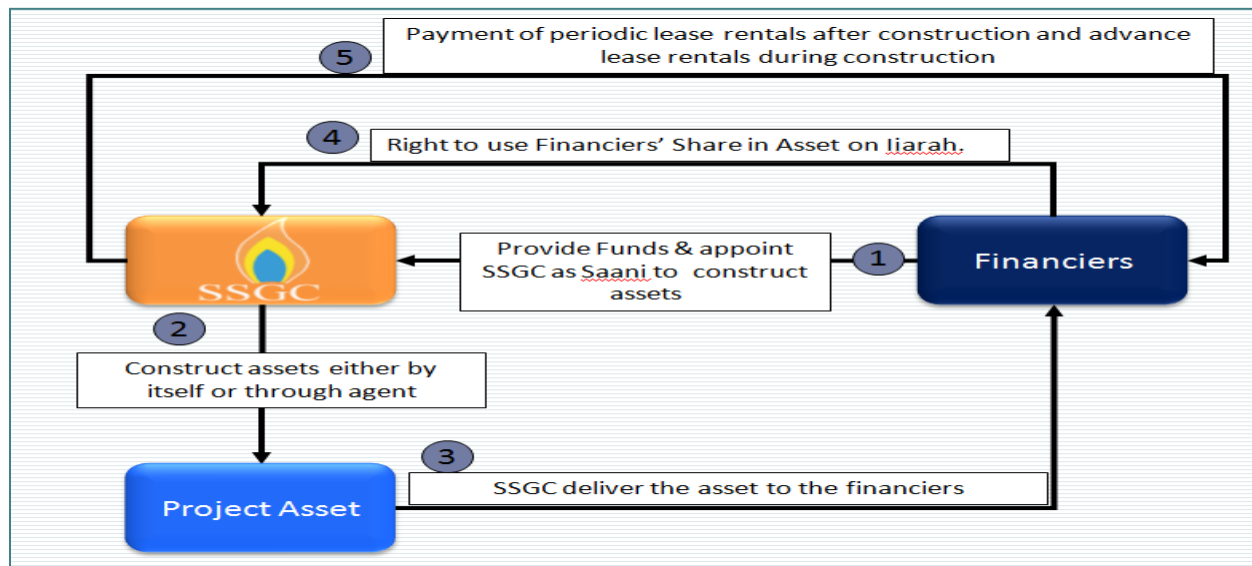 Payment of periodic lease rentals after construction and advance
lease rentals during construction
5
4
Right to use Financiers’ Share in Asset on Ijarah.
SSGC
Provide Funds & appoint
SSGC as Saani to construct
assets
1
Financiers
2
Construct assets either by
itself or through agent
3
SSGC deliver the asset to the financiers
Project Asset